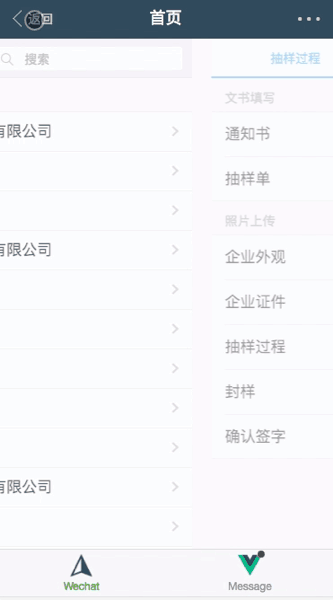 返回
首页
搜索
抽样过程
文书填写
有限公司
通知书
抽样单
照片上传
有限公司
企业外观
企业证件
抽样过程
封样
确认签字
有限公司
Wechat
Message